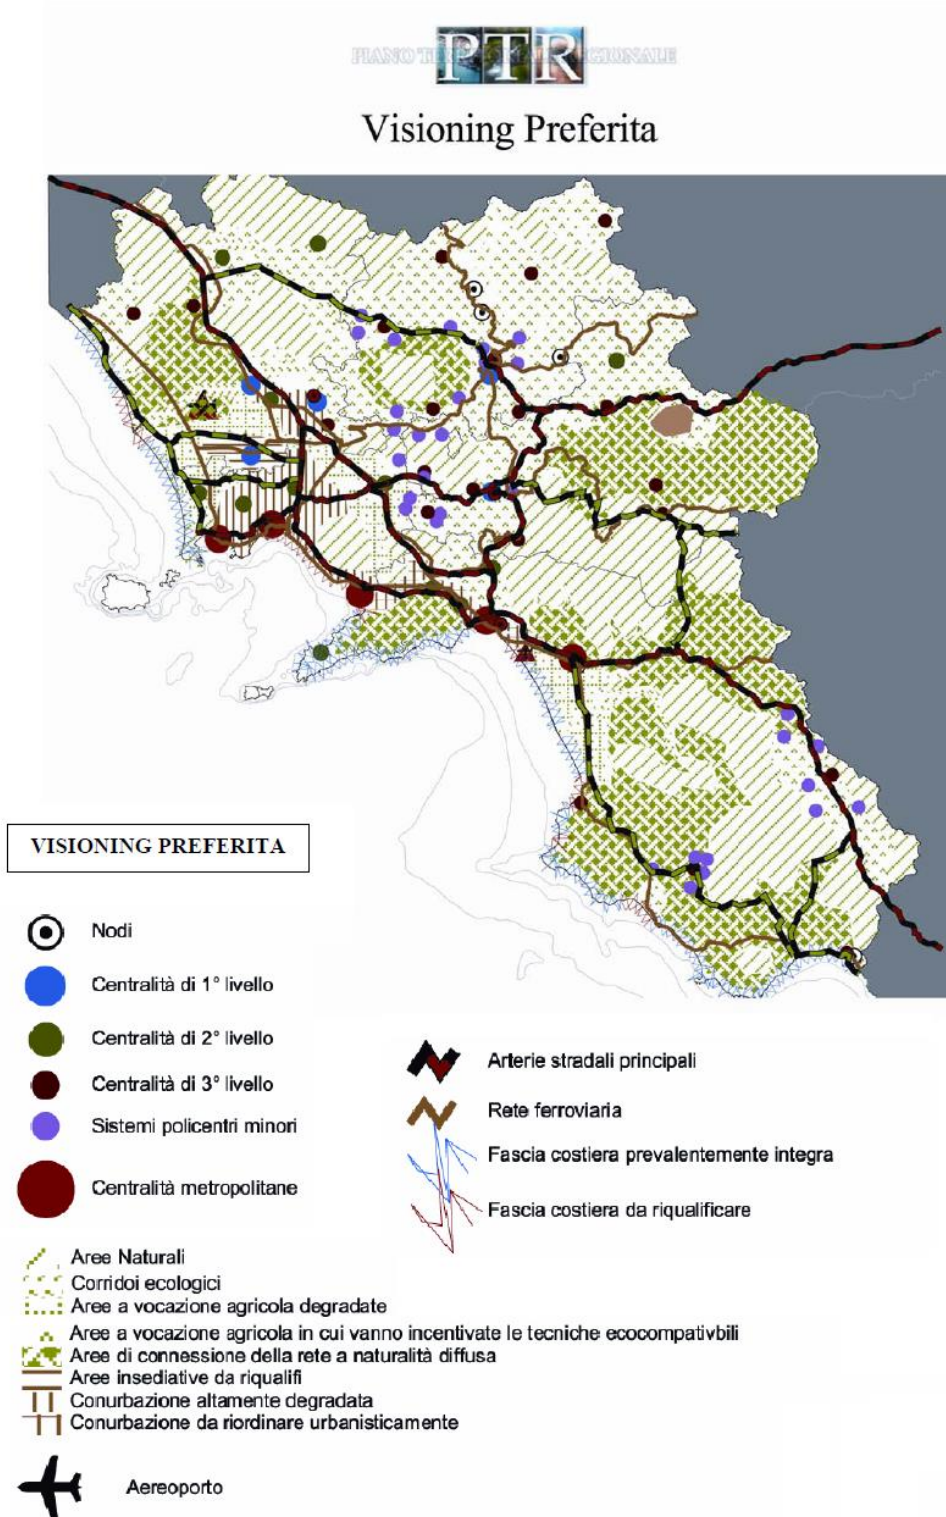 PIANO TERRITORIALE REGIONALE
PTR
Visioning Preferita
VISIONING PREFERITA
Nodi
Centralità di 1° livello
Centralità di 2° livello
Centralità di 3° livello
Sistemi policentri minori
Centralità metropolitane
Arterie stradali principali
Rete ferroviaria
Fascia costiera prevalentemente integra
Fascia costiera da riqualificare
Aree Naturali
Corridoi ecologici
Aree a vocazione agricola degradate
Aree a vocazione agricola in cui vanno incentivate le tecniche ecocompativbili
Aree di connessione della rete a naturalità diffusa
Aree insediative da riqualifi
Conurbazione altamente degradata
Conurbazione da riordinare urbanisticamente
Aereoporto